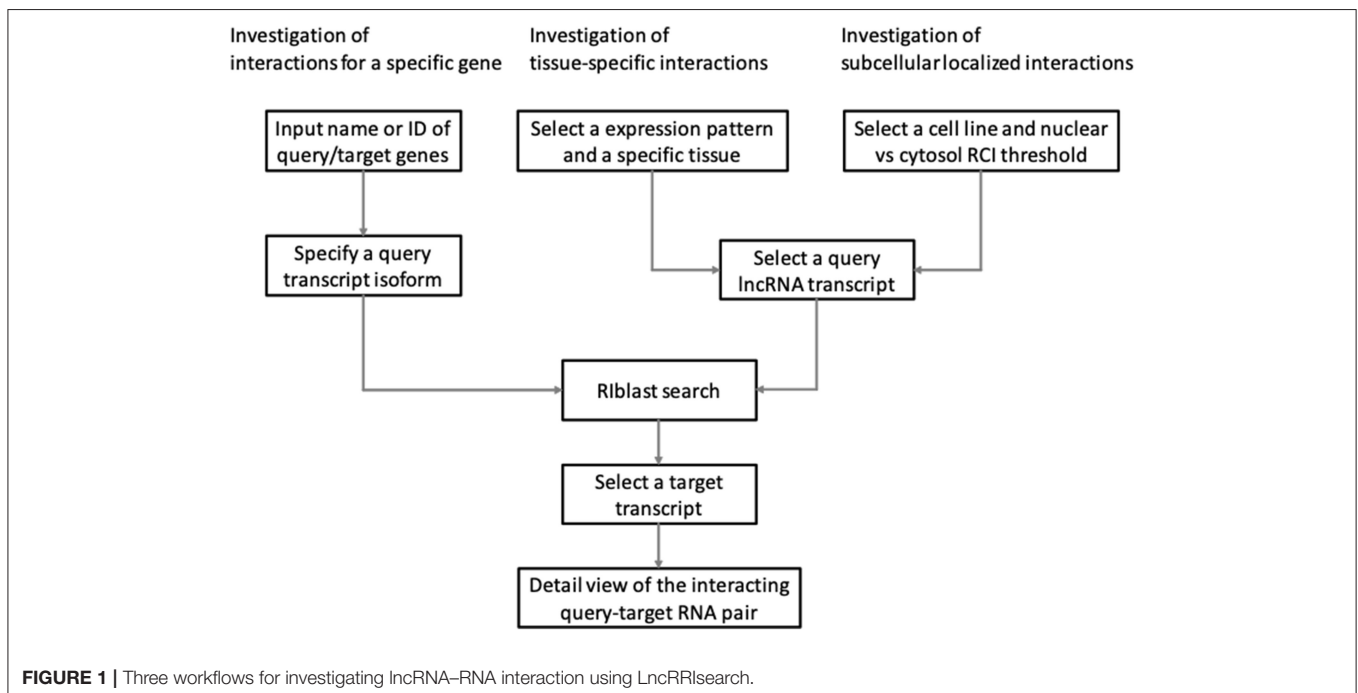 Investigation of
interactions for a specific gene
Investigation of
tissue-specific interactions
Investigation of
subcellular localized interactions
Input name or ID of
query/target genes
Select a expression pattern
and a specific tissue
Select a cell line and nuclear
vs cytosol RCI threshold
Specify a query
transcript isoform
Select a query
lncRNA transcript
RIblast search
Select a target
transcript
Detail view of the interacting
query-target RNA pair
FIGURE 1 | Three workflows for investigating lncRNA–RNA interaction using LncRRIsearch.